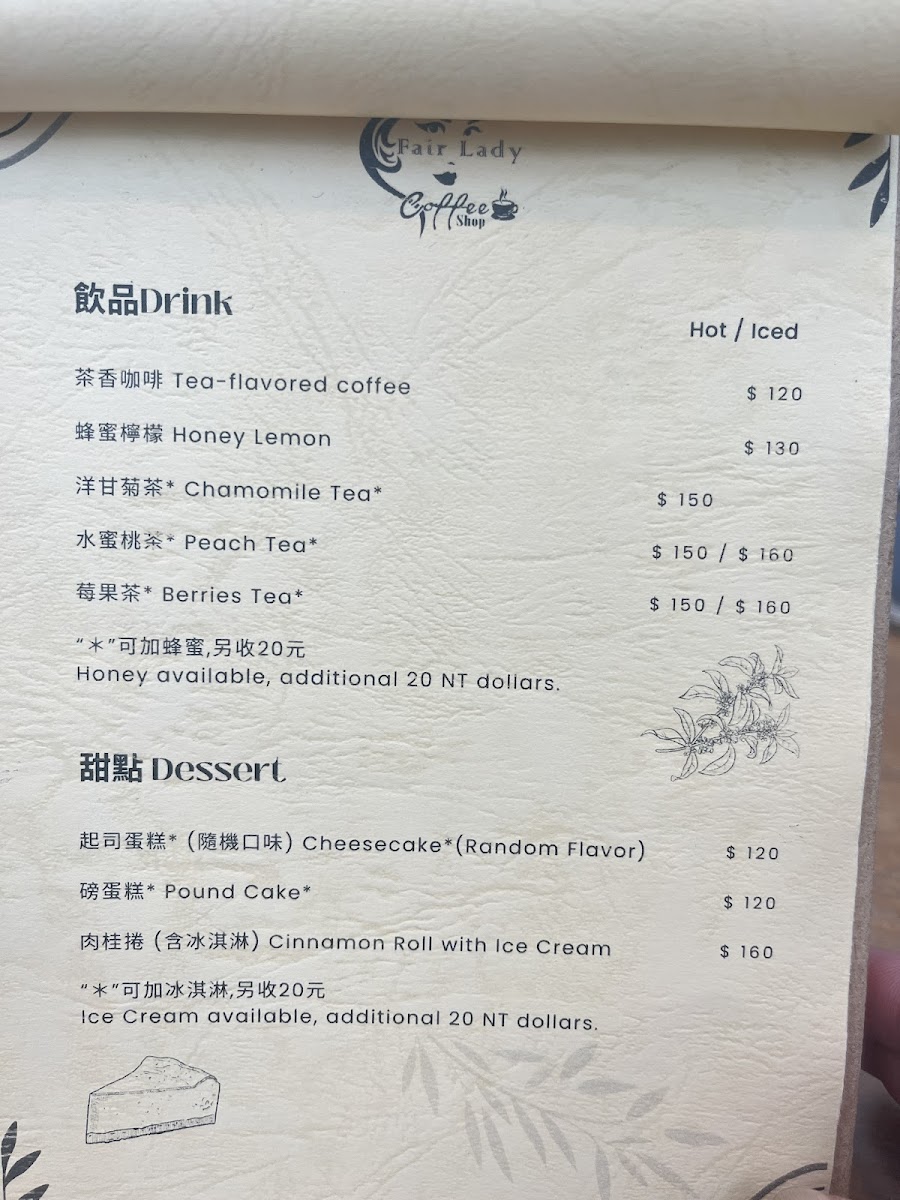 Fair Lady
Coffee
Shop
飲品Drink
Hot / Iced
茶香咖啡 Tea-flavored coffee $ 120
蜂蜜檸檬 Honey Lemon $ 130
洋甘菊茶* Chamomile Tea* $ 150
水蜜桃茶* Peach Tea* $ 150 / $ 160
莓果茶* Berries Tea* $ 150 / $ 160
“＊”可加蜂蜜,另收20元
Honey available, additional 20 NT dollars.
甜點 Dessert
起司蛋糕* (隨機口味) Cheesecake*(Random Flavor) $ 120
磅蛋糕* Pound Cake* $ 120
肉桂捲 (含冰淇淋) Cinnamon Roll with Ice Cream $ 160
“＊”可加冰淇淋,另收20元
Ice Cream available, additional 20 NT dollars.